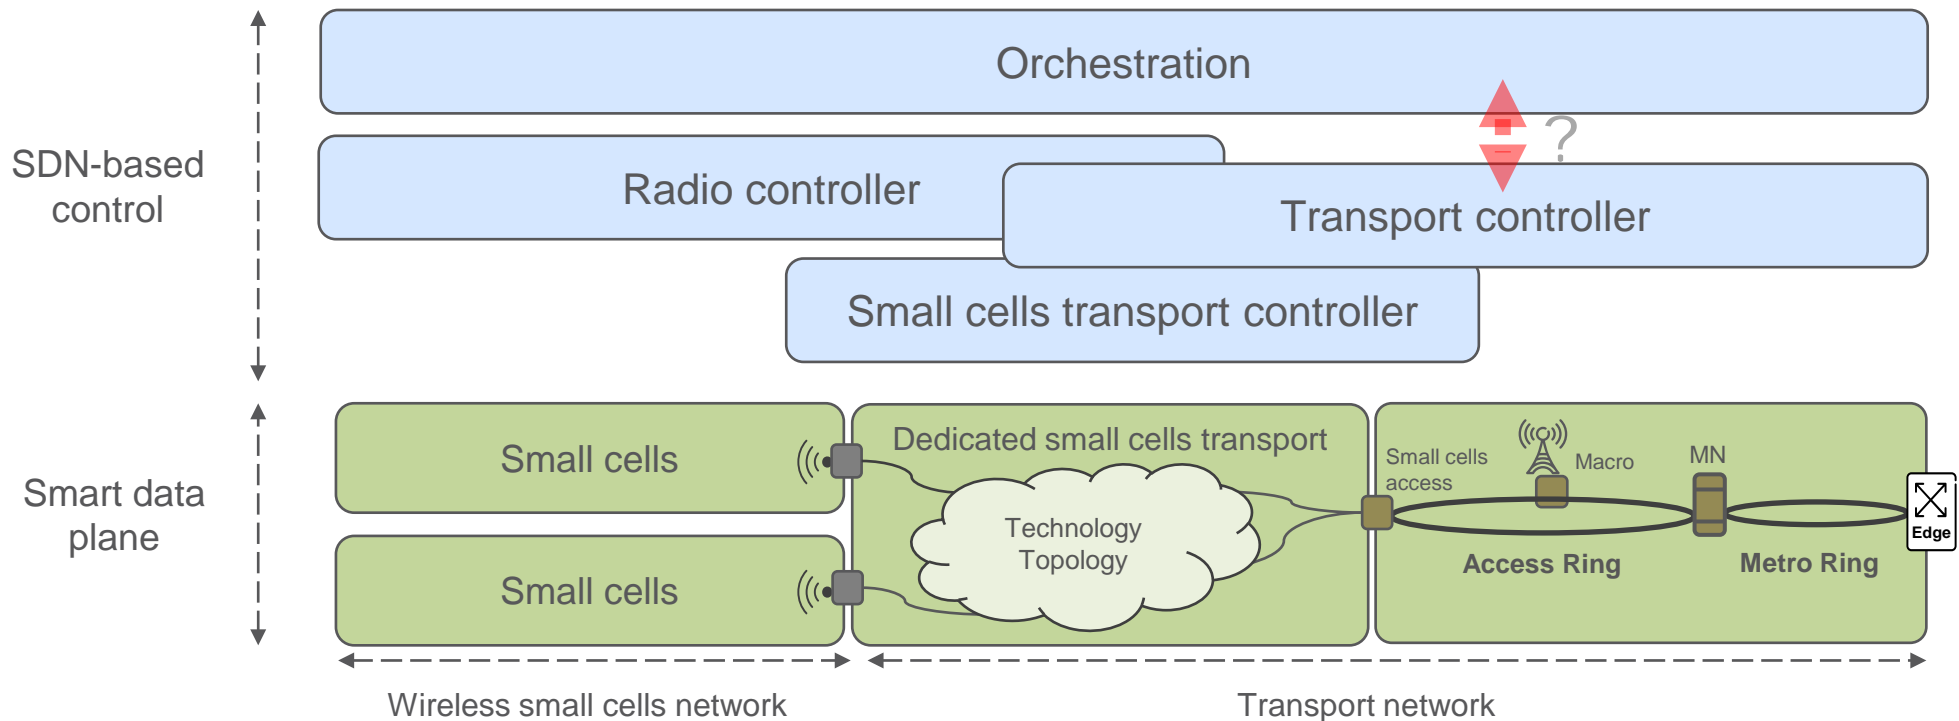 Orchestration
?
SDN-based
control
Radio controller
Transport controller
Small cells transport controller
Smart data
plane
Small cells
Small cells
Dedicated small cells transport
Technology
Topology
Small cells
access
Macro
MN
Edge
Access Ring
Metro Ring
Wireless small cells network
Transport network